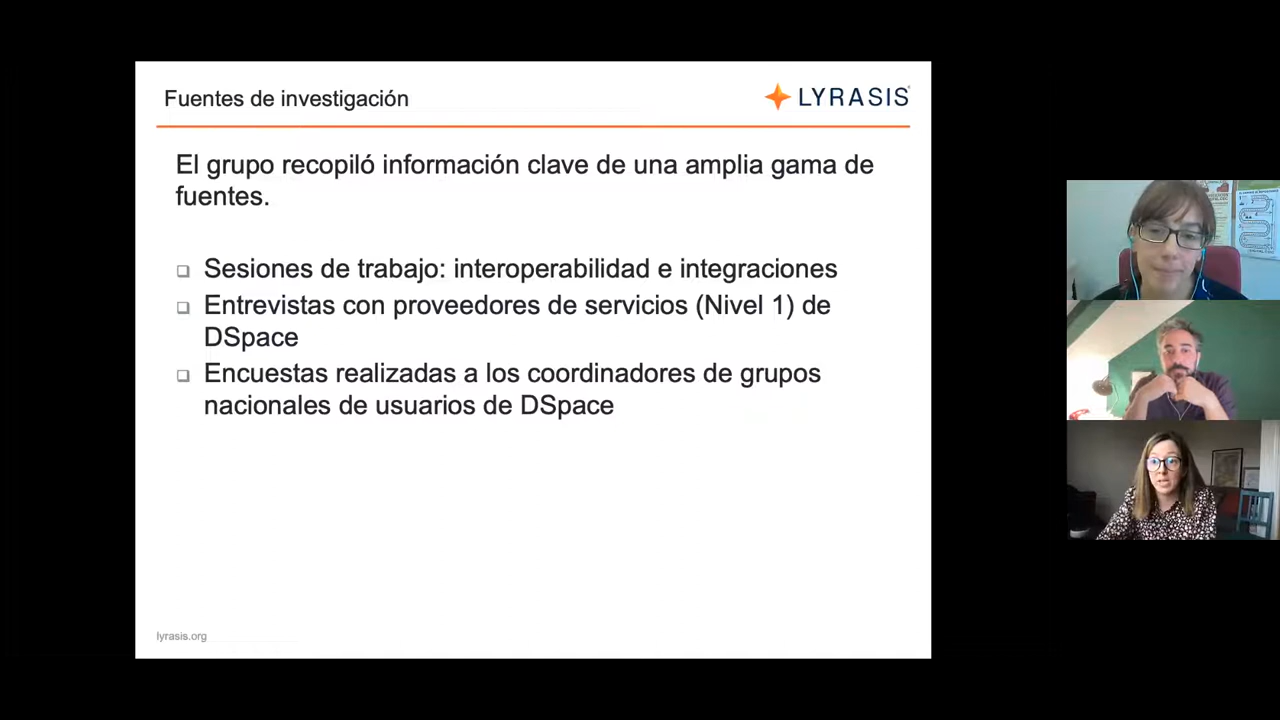 Fuentes de investigación
LYRASIS
El grupo recopiló información clave de una amplia gama de
fuentes.
Sesiones de trabajo: interoperabilidad e integraciones
Entrevistas con proveedores de servicios (Nivel 1) de
DSpace
Encuestas realizadas a los coordinadores de grupos
nacionales de usuarios de DSpace
lyrasis.org